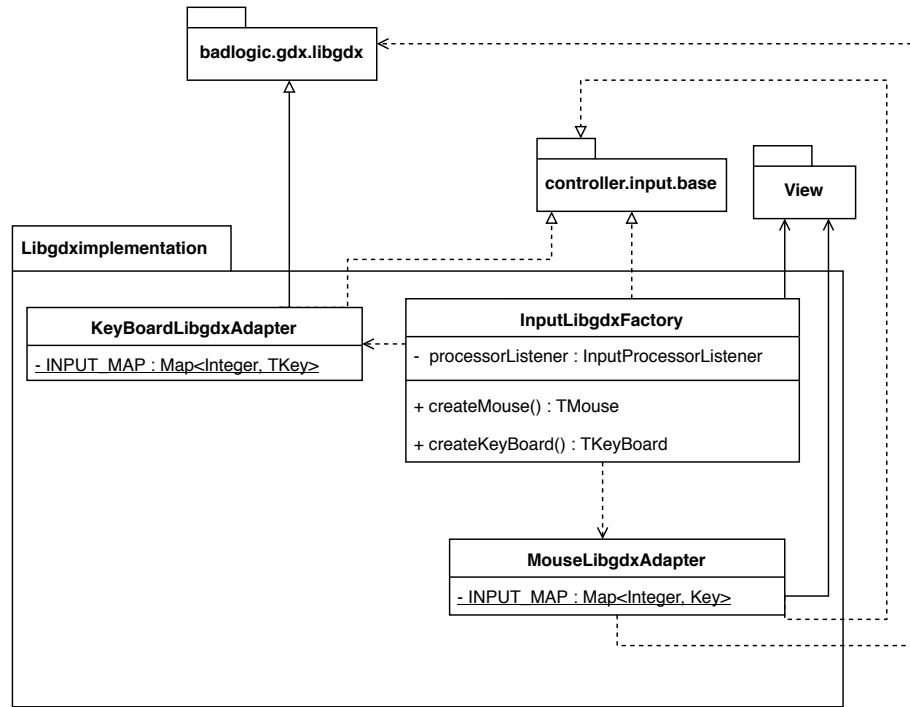 badlogic.gdx.libgdx
controller.input.base
View
Libgdximplementation
KeyBoardLibgdxAdapter
- INPUT_MAP : Map<Integer, TKey>
InputLibgdxFactory
- processorListener : InputProcessorListener
+ createMouse() : TMouse
+ createKeyBoard() : TKeyBoard
MouseLibgdxAdapter
- INPUT_MAP : Map<Integer, Key>